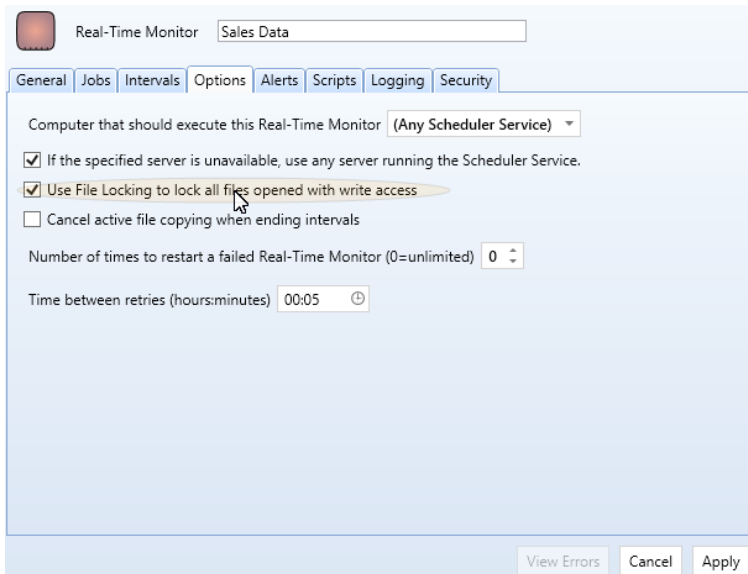 Real-Time Monitor Sales Data
General Jobs Intervals Options Alerts Scripts Logging Security
Computer that should execute this Real-Time Monitor (Any Scheduler Service)
If the specified server is unavailable, use any server running the Scheduler Service.
Use File Locking to lock all files opened with write access
Cancel active file copying when ending intervals
Number of times to restart a failed Real-Time Monitor (0=unlimited) 0
Time between retries (hours:minutes) 00:05
View Errors Cancel Apply